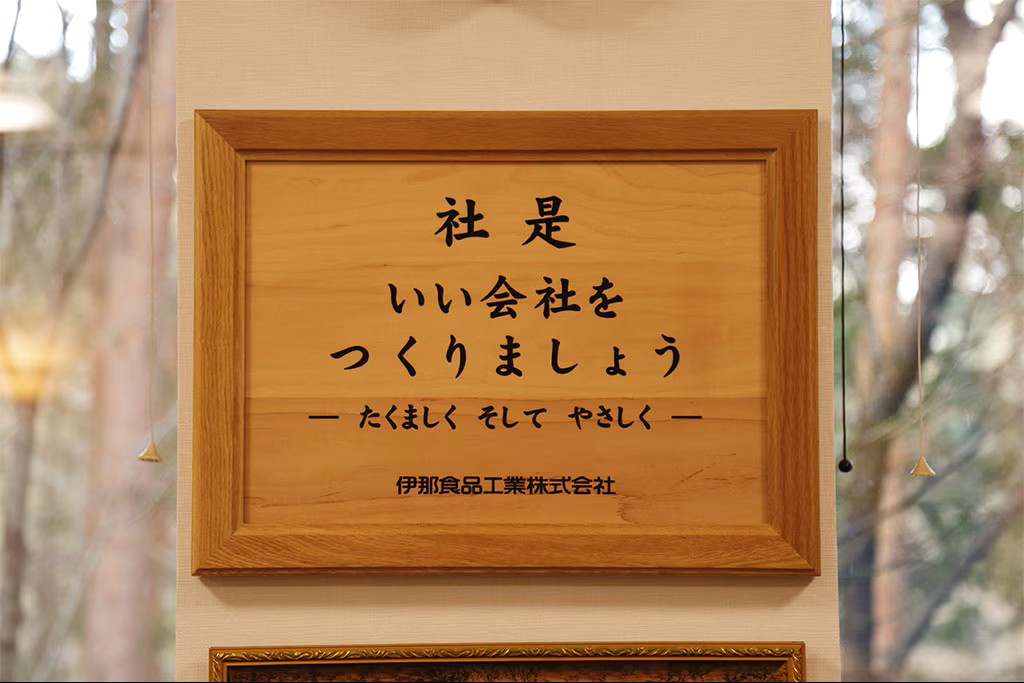 社是
いい会社を
つくりましょう
― たくましく そして やさしく ―
伊那食品工業株式会社